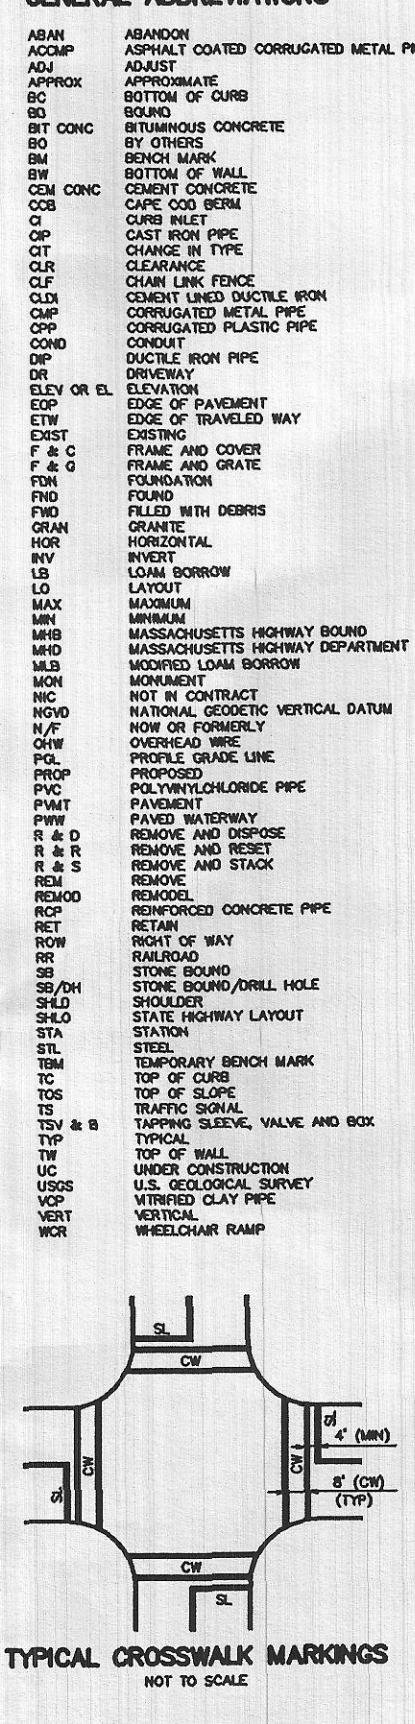 GENERAL ABBREVIATIONS
ABAN ABANDON
ACCMP ASPHALT COATED CORRUGATED METAL
ADJ ADJUST
APPROX APPROXIMATE
BC BOTTOM OF CURB
BD BOUND
BIT CONC BITUMINOUS CONCRETE
BO BY OTHERS
BM BENCH MARK
BW BOTTOM OF WALL
CEM CONC CEMENT CONCRETE
CCB CAPE COD BERM
CI CURB INLET
CIP CAST IRON PIPE
CIT CHANGE IN TYPE
CLR CLEARANCE
CLF CHAIN LINK FENCE
CLDI CEMENT LINED DUCTILE IRON
CMP CORRUGATED METAL PIPE
CPP CORRUGATED PLASTIC PIPE
COND CONDUIT
DIP DUCTILE IRON PIPE
DR DRIVEWAY
ELEV OR EL ELEVATION
EOP EDGE OF PAVEMENT
ETW EDGE OF TRAVELED WAY
EXIST EXISTING
F & C FRAME AND COVER
F & G FRAME AND GRATE
FDN FOUNDATION
FND FOUND
FWD FILLED WITH DEBRIS
GRAN GRANITE
HOR HORIZONTAL
INV INVERT
LB LOAM BORROW
LO LAYOUT
MAX MAXIMUM
MIN MINIMUM
MHB MASSACHUSETTS HIGHWAY BOUND
MHD MASSACHUSETTS HIGHWAY DEPARTMENT
MLB MODIFIED LOAM BORROW
MON MONUMENT
NIC NOT IN CONTRACT
NGVD NATIONAL GEODETIC VERTICAL DATUM
N/F NOW OR FORMERLY
OHW OVERHEAD WIRE
PGL PROFILE GRADE LINE
PROP PROPOSED
PVC POLYVINYLCHLORIDE PIPE
PVMT PAVEMENT
PWW PAVED WATERWAY
R & D REMOVE AND DISPOSE
R & R REMOVE AND RESET
R & S REMOVE AND STACK
REM REMOVE
REMOD REMODEL
RCP REINFORCED CONCRETE PIPE
RET RETAIN
ROW RIGHT OF WAY
RR RAILROAD
SB STONE BOUND
SB/DH STONE BOUND/DRILL HOLE
SHLD SHOULDER
SHLO STATE HIGHWAY LAYOUT
STA STATION
STL STEEL
TBM TEMPORARY BENCH MARK
TC TOP OF CURB
TOS TOP OF SLOPE
TS TRAFFIC SIGNAL
TSV & B TAPPING SLEEVE, VALVE AND BOX
TYP TYPICAL
TW TOP OF WALL
UC UNDER CONSTRUCTION
USGS U.S. GEOLOGICAL SURVEY
VCP VITRIFIED CLAY PIPE
VERT VERTICAL
WCR WHEELCHAIR RAMP
SL
CW
SL
4' (MIN)
CW
CW
8' (CW)
(TYP)
SL
CW
SL
TYPICAL CROSSWALK MARKINGS
NOT TO SCALE